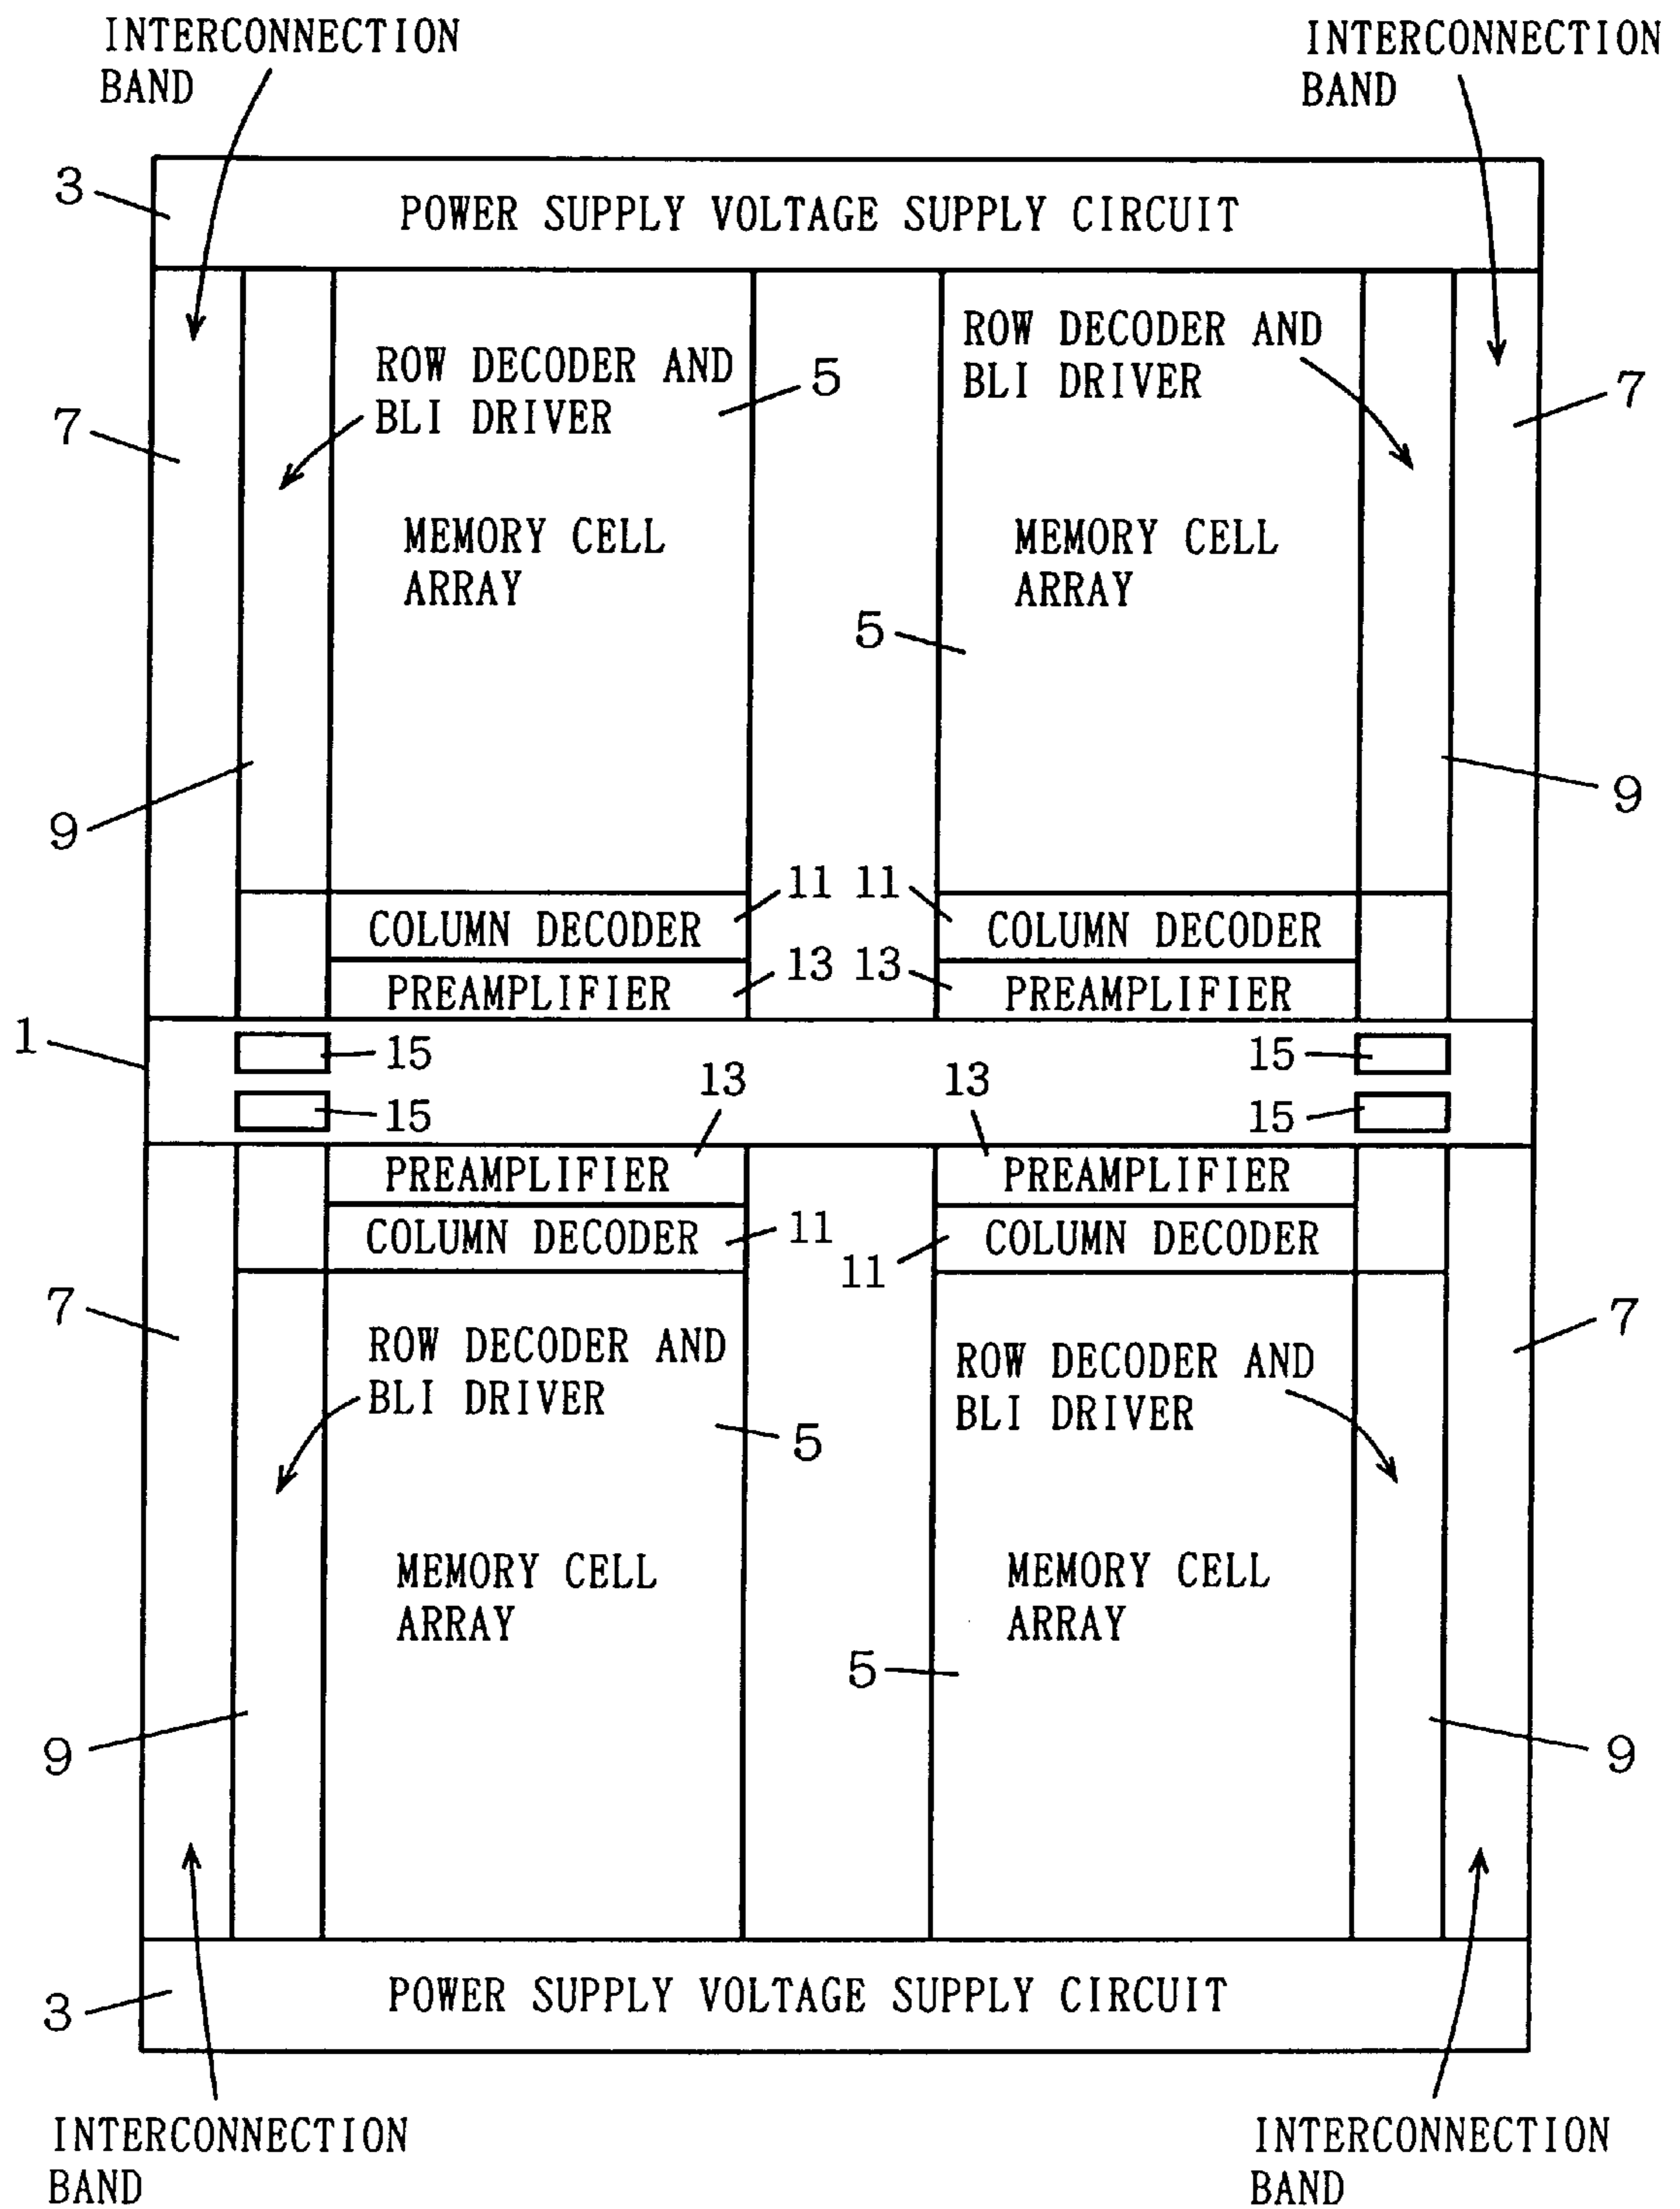 INTERCONNECTION
BAND
INTERCONNECTION
BAND
3
POWER SUPPLY VOLTAGE SUPPLY CIRCUIT
ROW DECODER AND
BLI DRIVER
5
ROW DECODER AND
BLI DRIVER
7
7
MEMORY CELL
ARRAY
MEMORY CELL
ARRAY
5
9
9
11 11
COLUMN DECODER
COLUMN DECODER
13 13
PREAMPLIFIER
PREAMPLIFIER
1
15
15
13
13
15
15
PREAMPLIFIER
PREAMPLIFIER
COLUMN DECODER
11
11
COLUMN DECODER
7
7
ROW DECODER AND
BLI DRIVER
5
ROW DECODER AND
BLI DRIVER
MEMORY CELL
ARRAY
MEMORY CELL
ARRAY
5
9
9
3
POWER SUPPLY VOLTAGE SUPPLY CIRCUIT
INTERCONNECTION
BAND
INTERCONNECTION
BAND